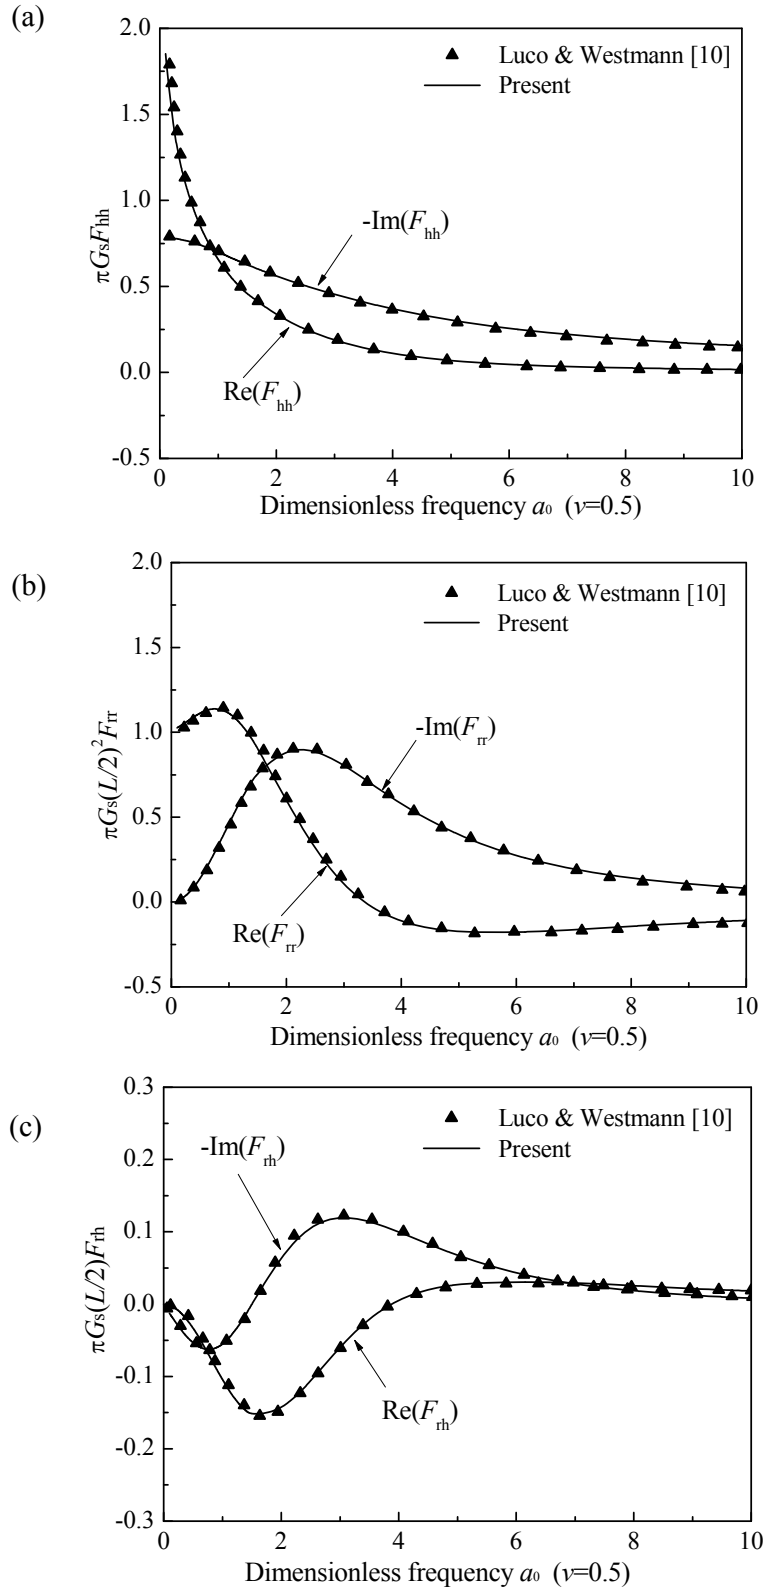 (a)
2.0
1.5
1.0
0.5
0.0
-0.5
πGsFhh
Luco & Westmann [10]
Present
-Im(Fhh)
Re(Fhh)
0 2 4 6 8 10
Dimensionless frequency a0 (ν=0.5)
(b)
2.0
1.5
1.0
0.5
0.0
-0.5
πGs(L/2)²Frr
Luco & Westmann [10]
Present
-Im(Frr)
Re(Frr)
0 2 4 6 8 10
Dimensionless frequency a0 (ν=0.5)
(c)
0.3
0.2
0.1
0.0
-0.1
-0.2
-0.3
πGs(L/2)Frh
Luco & Westmann [10]
Present
-Im(Frh)
Re(Frh)
0 2 4 6 8 10
Dimensionless frequency a0 (ν=0.5)